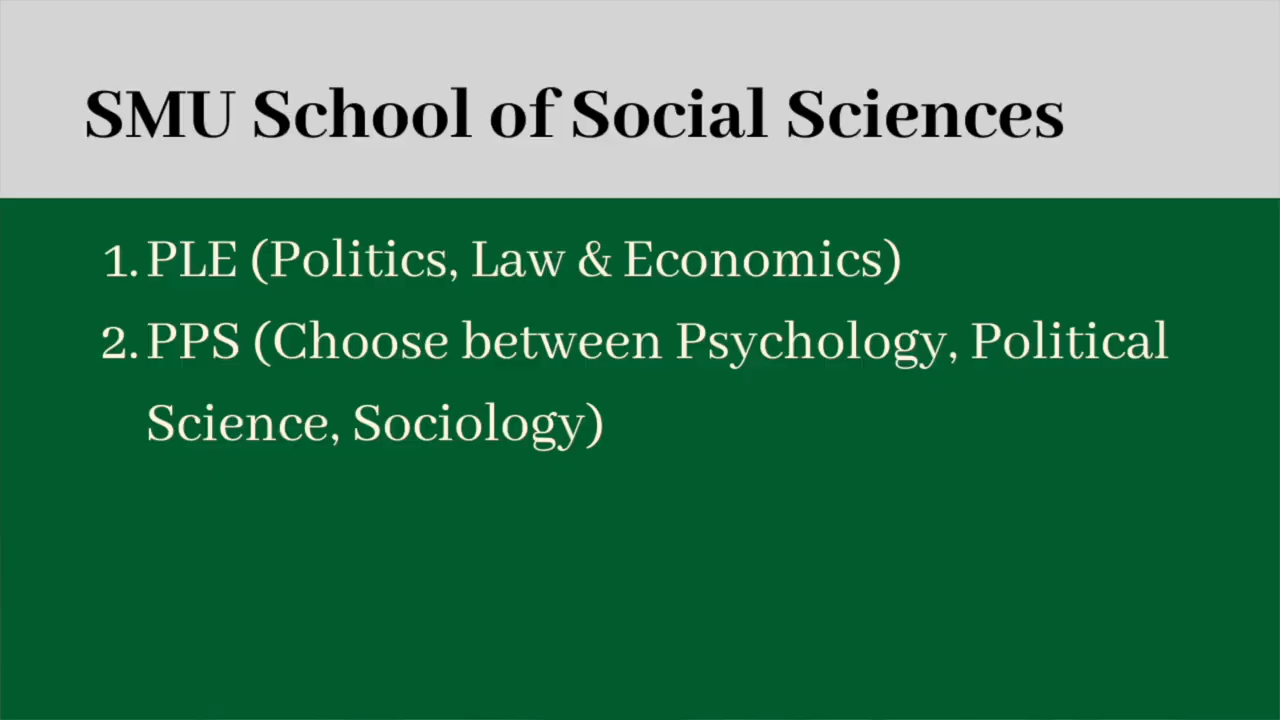 SMU School of Social Sciences
1. PLE (Politics, Law & Economics)
2. PPS (Choose between Psychology, Political
Science, Sociology)